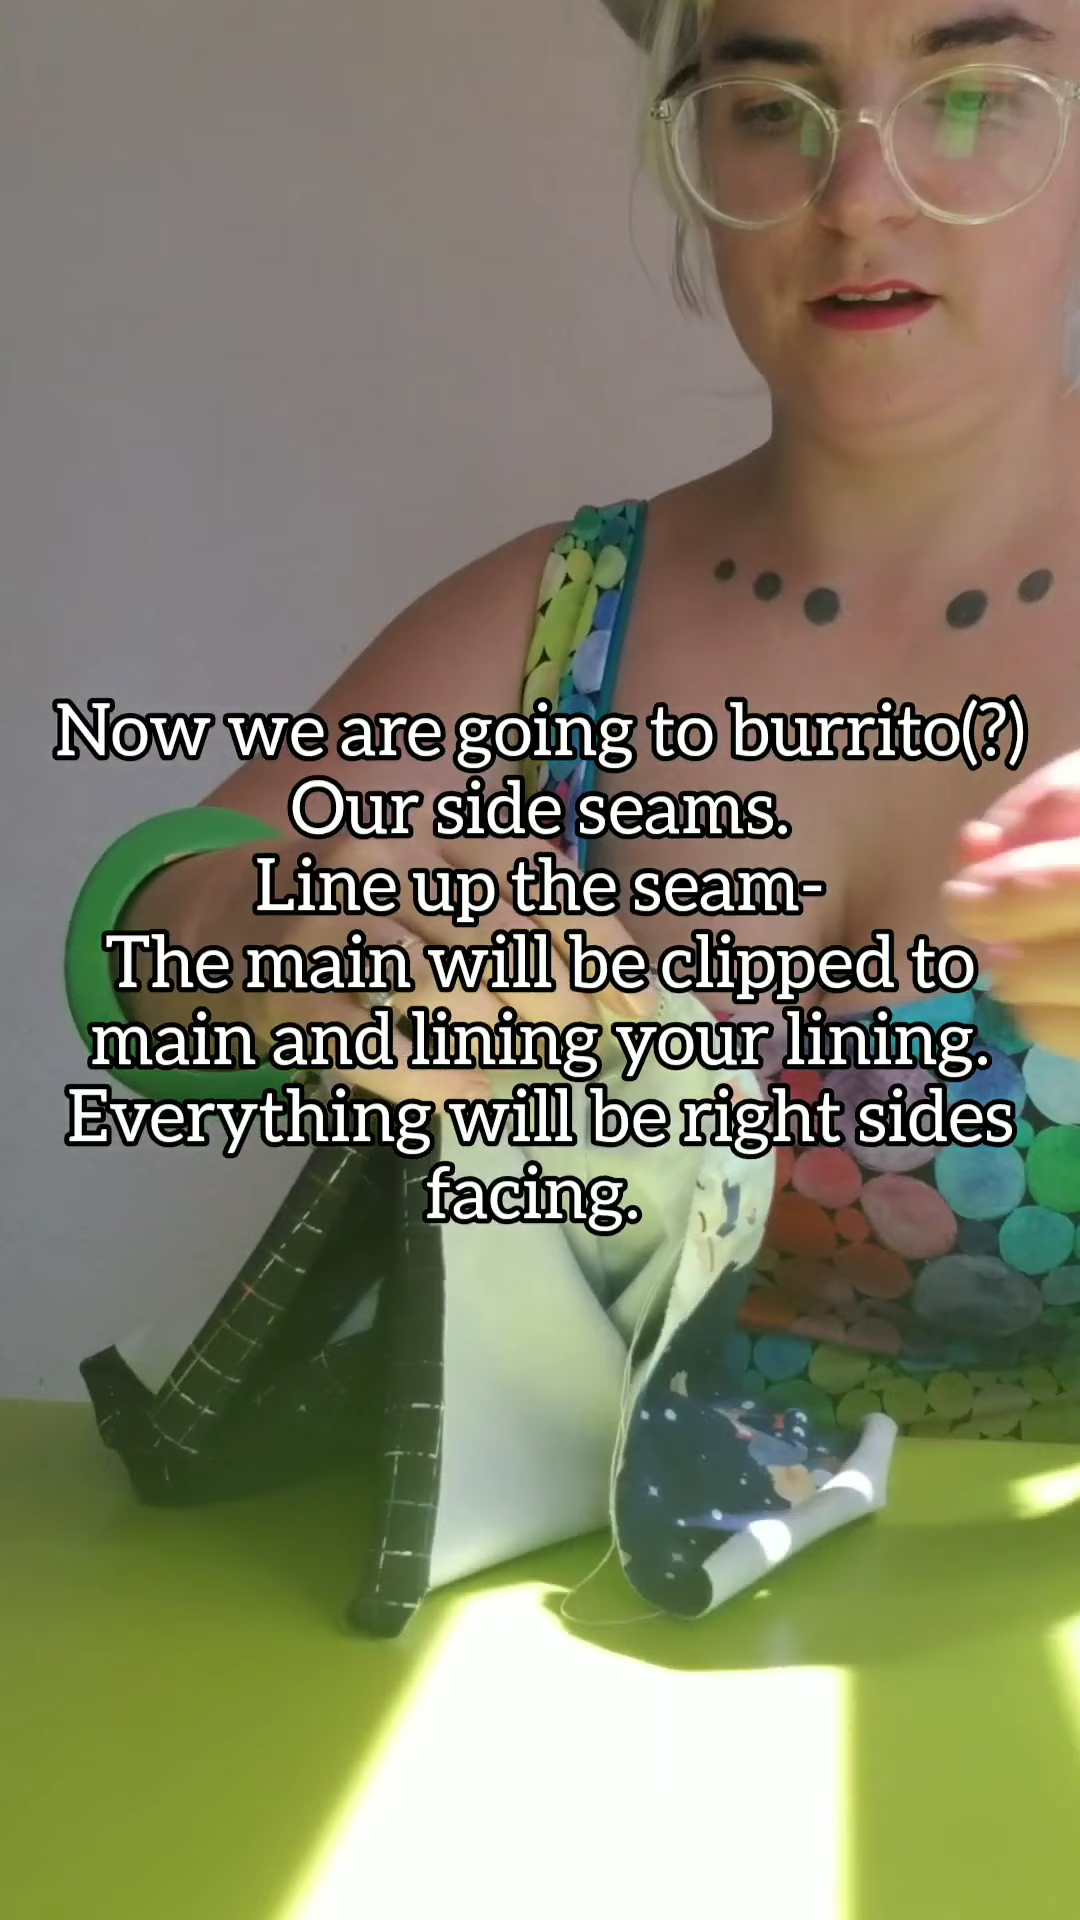 Now we are going to burrito(?)
Our side seams.
Line up the seam-
The main will be clipped to
main and lining your lining.
Everything will be right sides
facing.